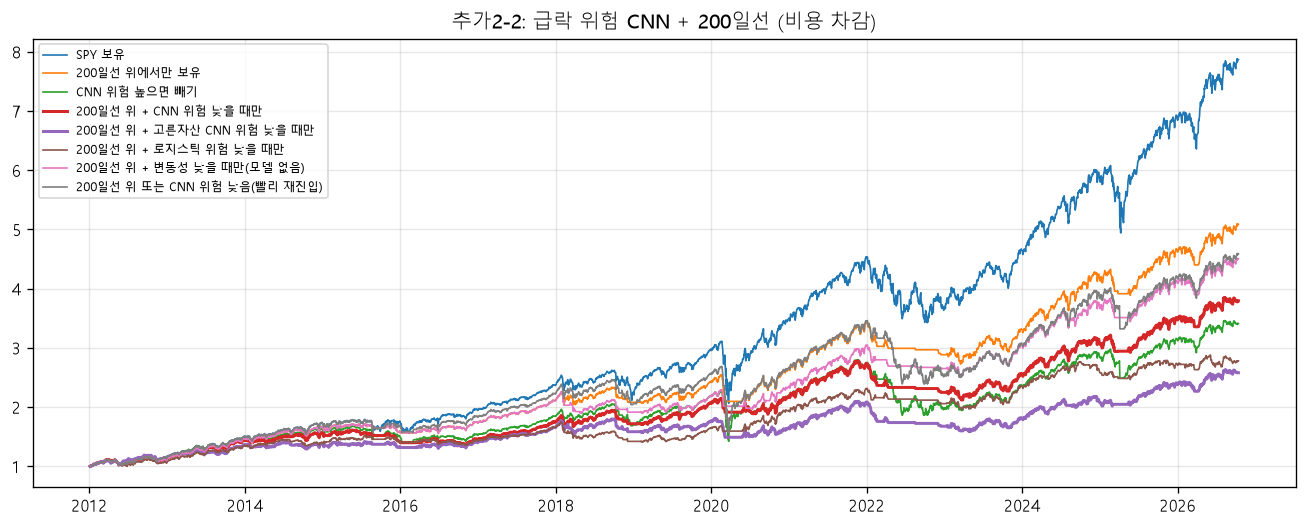 추가2-2: 급락 위험 CNN + 200일선 (비용 차감)
8
7
6
5
4
3
2
1
SPY 보유
200일선 위에서만 보유
CNN 위험 높으면 빼기
200일선 위 + CNN 위험 낮을 때만
200일선 위 + 고른자산 CNN 위험 낮을 때만
200일선 위 + 로지스틱 위험 낮을 때만
200일선 위 + 변동성 낮을 때만(모델 없음)
200일선 위 또는 CNN 위험 낮음(빨리 재진입)
2012 2014 2016 2018 2020 2022 2024 2026